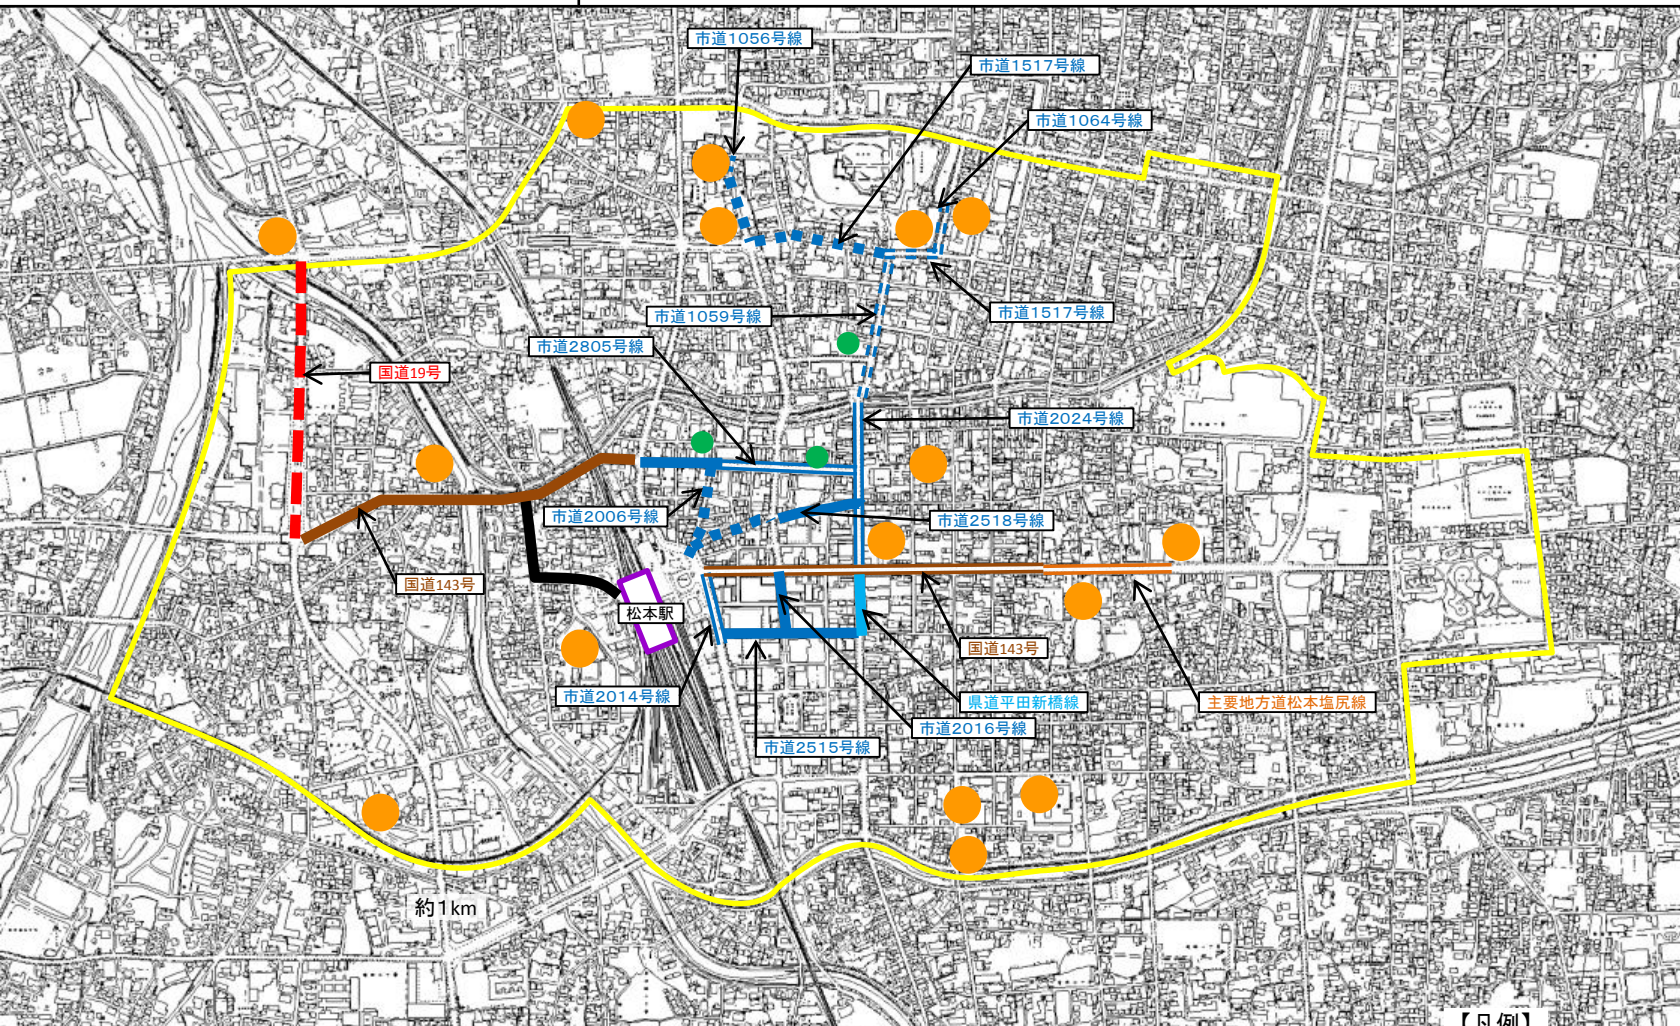 市道1056号線
市道1517号線
市道1064号線
市道1059号線
市道1517号線
市道2805号線
国道19号
市道2024号線
市道2006号線
市道2518号線
国道143号
松本駅
国道143号
市道2014号線
県道平田新橋線
主要地方道松本塩尻線
市道2016号線
市道2515号線
約1km
【凡例】